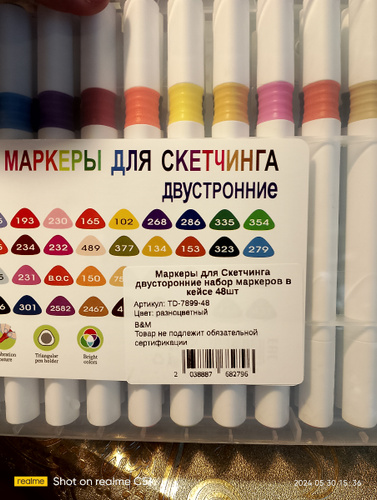 МАРКЕРЫ ДЛЯ СКЕТЧИНГА
ДВУСТРОННИЕ
193 230 165 102 268 286 335 354
234 232 489 377 134 153 323 279
231 B.O.C 150
301 2582 2467
Triangular
pen holder
Bright
colors
Маркеры для Скетчинга
двусторонние набор маркеров в
кейсе 48шт
Артикул: TD-7899-48
Цвет: разноцветный
B&M
Товар не подлежит обязательной
сертификации
2 038887 682796
realme
Shot on realme C5
2024 05 30 15:36